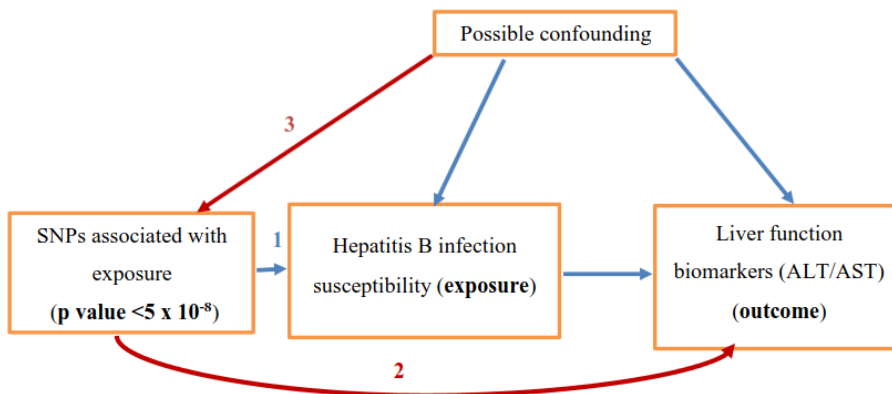 Possible confounding
3
SNPs associated with
exposure
(p value <5 x 10⁻⁸)
1
Hepatitis B infection
susceptibility (exposure)
Liver function
biomarkers (ALT/AST)
(outcome)
2